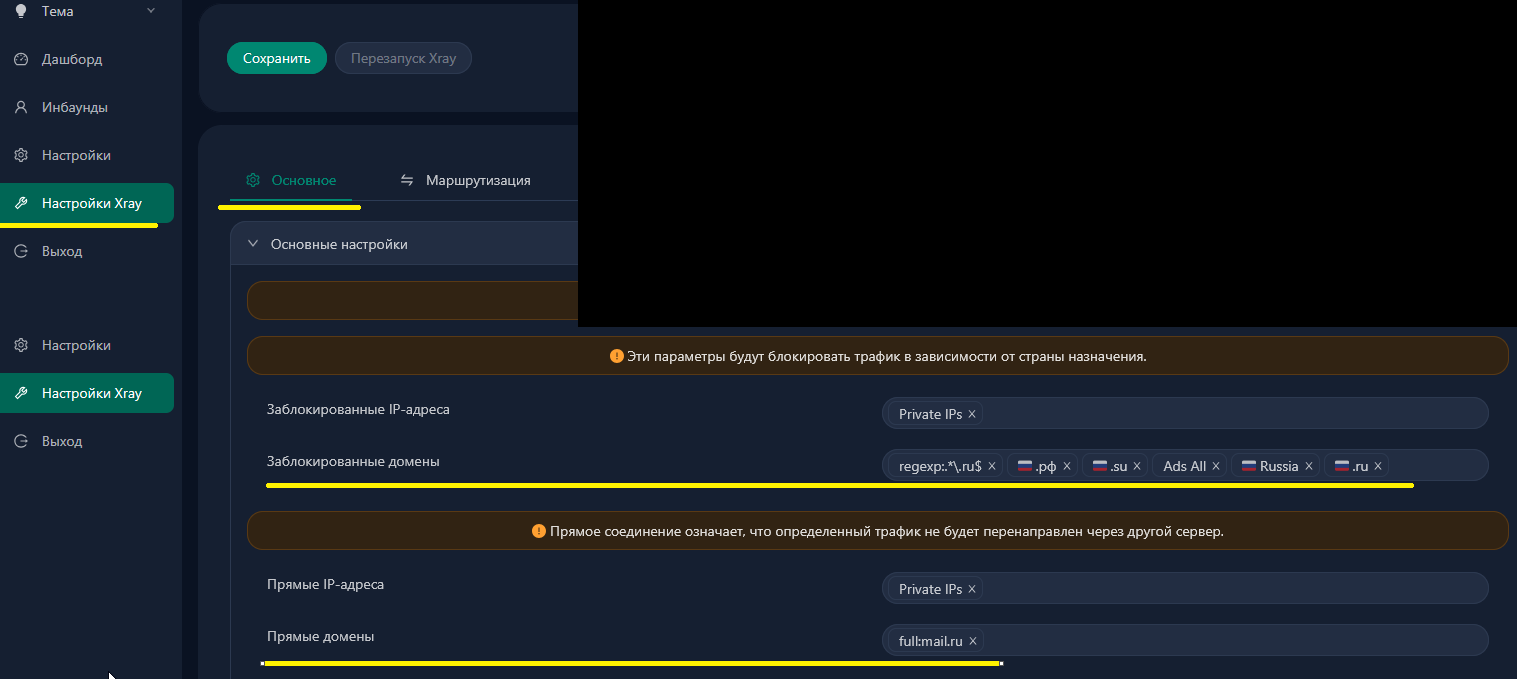 Тема
Дашборд
Инбаунды
Настройки
Настройки Xray
Выход
Настройки
Настройки Xray
Выход
Сохранить Перезапуск Xray
Основное Маршрутизация
Основные настройки
Эти параметры будут блокировать трафик в зависимости от страны назначения.
Заблокированные IP-адреса Private IPs ×
Заблокированные домены regexp:.*\.ru$ × .рф × .su × Ads All × Russia × .ru ×
Прямое соединение означает, что определенный трафик не будет перенаправлен через другой сервер.
Прямые IP-адреса Private IPs ×
Прямые домены full:mail.ru ×